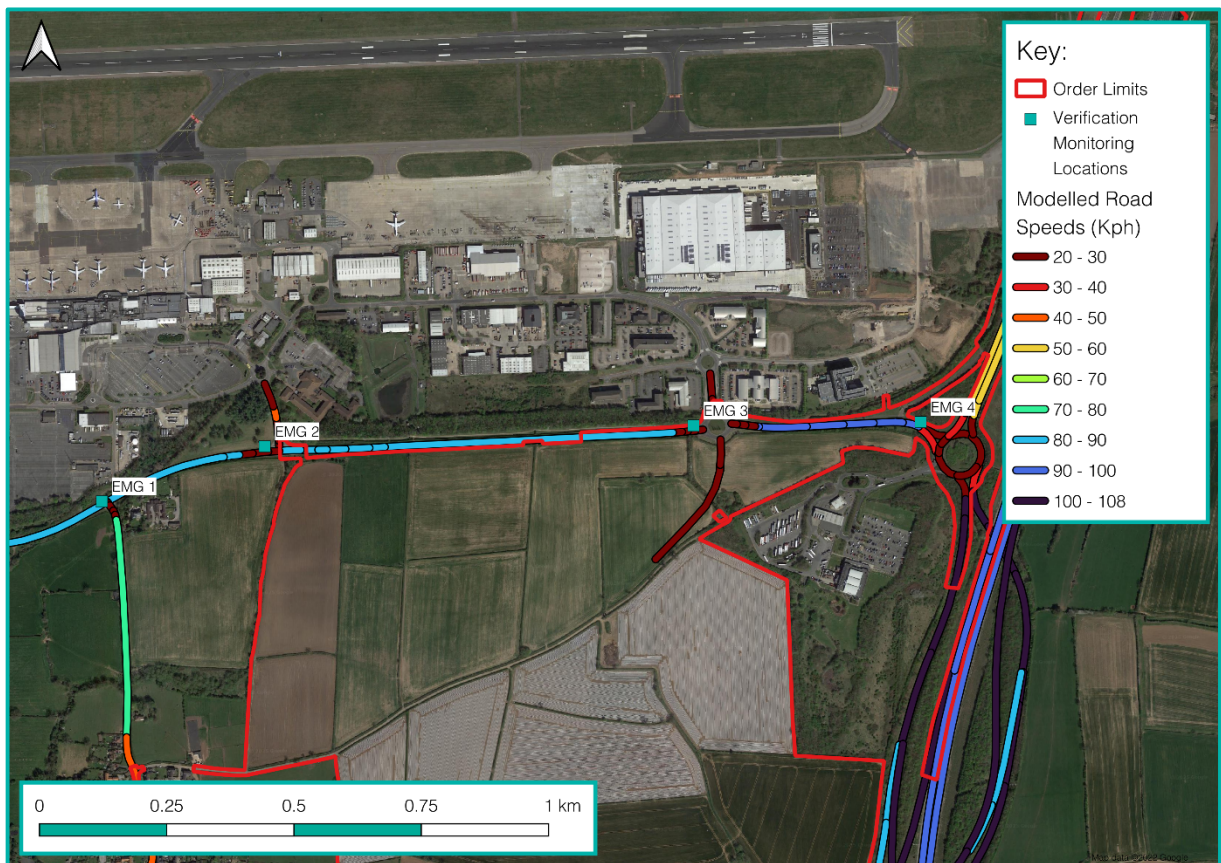 Key:
Order Limits
Verification
Monitoring
Locations
Modelled Road
Speeds (Kph)
20 - 30
30 - 40
40 - 50
50 - 60
60 - 70
70 - 80
80 - 90
90 - 100
100 - 108
EMG 3
EMG 4
EMG 2
EMG 1
0
0.25
0.5
0.75
1 km